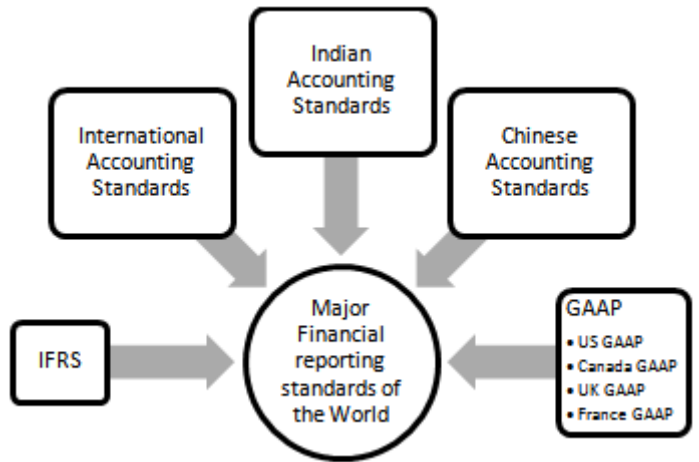 Indian
Accounting
Standards
International
Accounting
Standards
Chinese
Accounting
Standards
IFRS
Major
Financial
reporting
standards of
the World
GAAP
• US GAAP
• Canada GAAP
• UK GAAP
• France GAAP